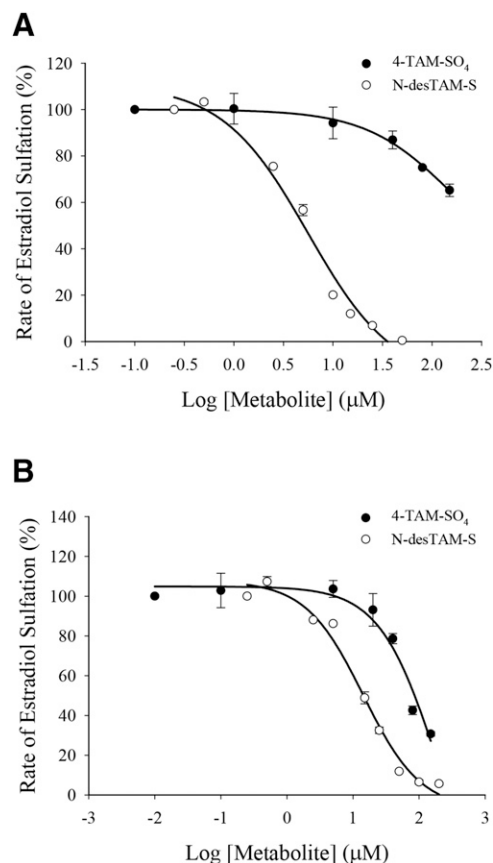 A
120
100
80
60
40
20
0
Rate of Estradiol Sulfation (%)
4-TAM-SO4
N-desTAM-S
-1.5 -1.0 -0.5 0.0 0.5 1.0 1.5 2.0 2.5
Log [Metabolite] (µM)
B
140
120
100
80
60
40
20
0
Rate of Estradiol Sulfation (%)
4-TAM-SO4
N-desTAM-S
-3 -2 -1 0 1 2 3
Log [Metabolite] (µM)